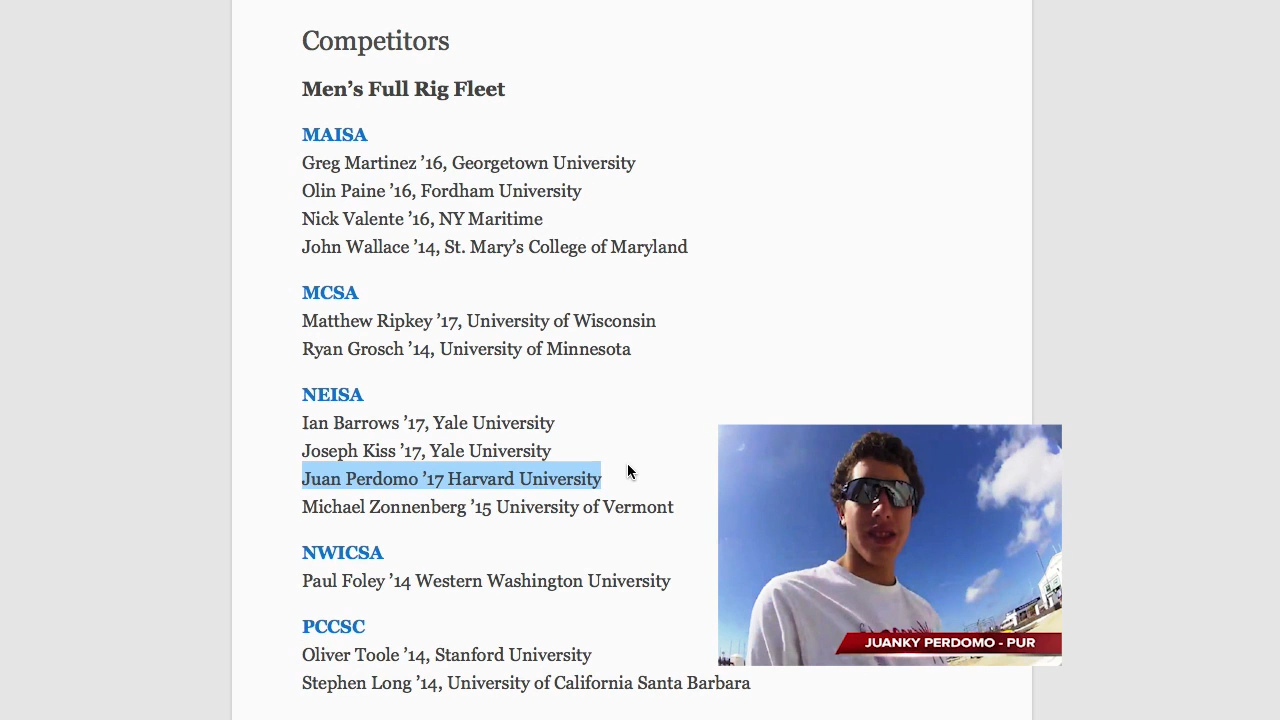 Competitors
Men’s Full Rig Fleet
MAISA
Greg Martinez ’16, Georgetown University
Olin Paine ’16, Fordham University
Nick Valente ’16, NY Maritime
John Wallace ’14, St. Mary’s College of Maryland
MCSA
Matthew Ripkey ’17, University of Wisconsin
Ryan Grosch ’14, University of Minnesota
NEISA
Ian Barrows ’17, Yale University
Joseph Kiss ’17, Yale University
Juan Perdomo ’17 Harvard University
Michael Zonnenberg ’15 University of Vermont
NWICSA
Paul Foley ’14 Western Washington University
PCCSC
Oliver Toole ’14, Stanford University
Stephen Long ’14, University of California Santa Barbara
JUANKY PERDOMO - PUR